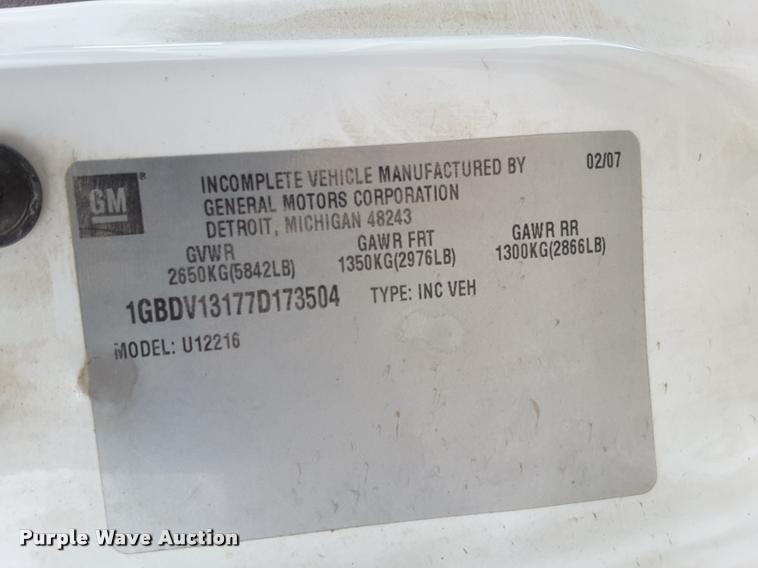 GM ® INCOMPLETE VEHICLE MANUFACTURED BY 02/07
GENERAL MOTORS CORPORATION
DETROIT, MICHIGAN 48243
GVWR GAWR FRT GAWR RR
2650KG(5842LB) 1350KG(2976LB) 1300KG(2866LB)
1GBDV13177D173504 TYPE: INC VEH
MODEL: U12216
Purple Wave Auction